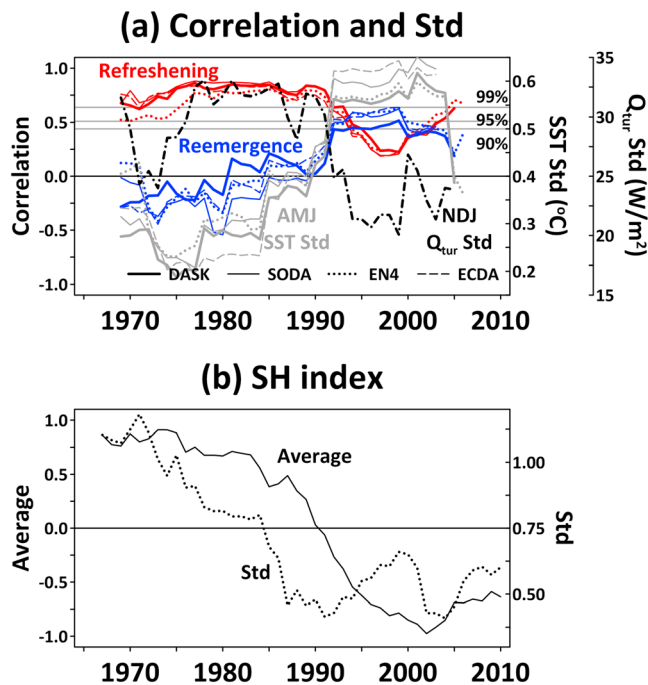 (a) Correlation and Std
Correlation
1.0
0.5
0.0
-0.5
-1.0
Refreshening
Reemergence
AMJ
SST Std
NDJ
Qtur Std
99%
95%
90%
DASK
SODA
EN4
ECDA
0.6
0.5
0.4
0.3
0.2
SST Std (°C)
35
30
25
20
15
Qtur Std (W/m²)
1970
1980
1990
2000
2010
(b) SH index
Average
1.0
0.5
0.0
-0.5
-1.0
Average
Std
1.00
0.75
0.50
Std
1970
1980
1990
2000
2010